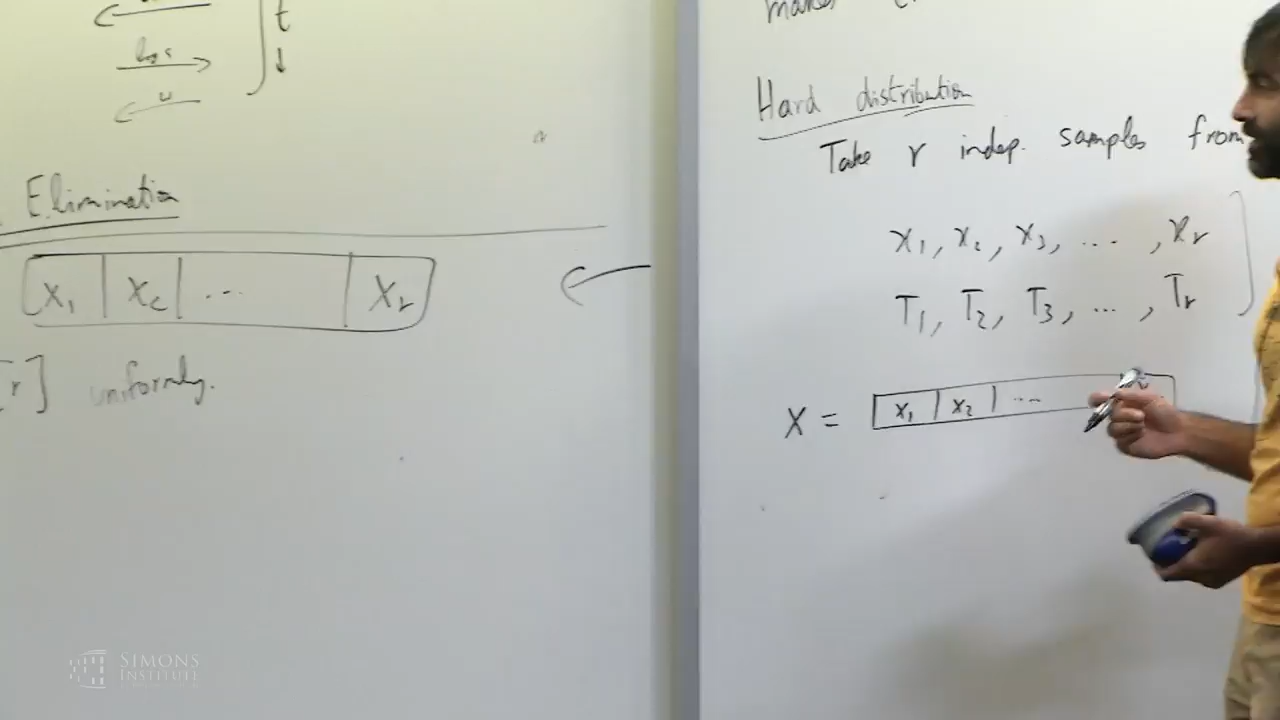 t
log s
w
Elimination
X₁ | X₂ | ... | Xᵣ
r] uniformly.
Hard distribution
Take r indep. samples from
x₁, x₂, x₃, ..., xᵣ
T₁, T₂, T₃, ..., Tᵣ
X = x₁ | x₂ | ....
SIMONS
INSTITUTE